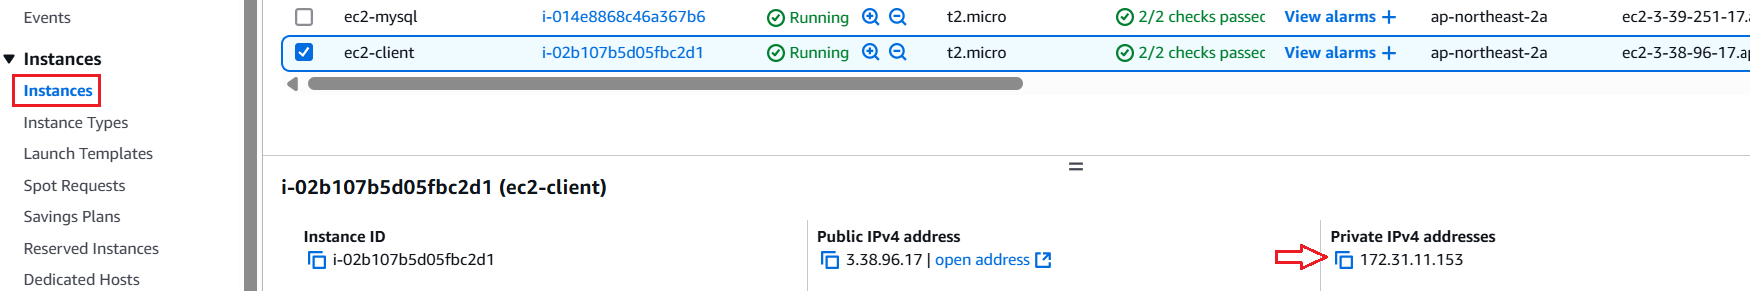 Events
Instances
Instances
Instance Types
Launch Templates
Spot Requests
Savings Plans
Reserved Instances
Dedicated Hosts
ec2-mysql i-014e8868c46a367b6 Running t2.micro 2/2 checks passec View alarms + ap-northeast-2a ec2-3-39-251-17.a
ec2-client i-02b107b5d05fbc2d1 Running t2.micro 2/2 checks passec View alarms + ap-northeast-2a ec2-3-38-96-17.ap
i-02b107b5d05fbc2d1 (ec2-client)
Instance ID
i-02b107b5d05fbc2d1
Public IPv4 address
3.38.96.17 | open address
Private IPv4 addresses
172.31.11.153